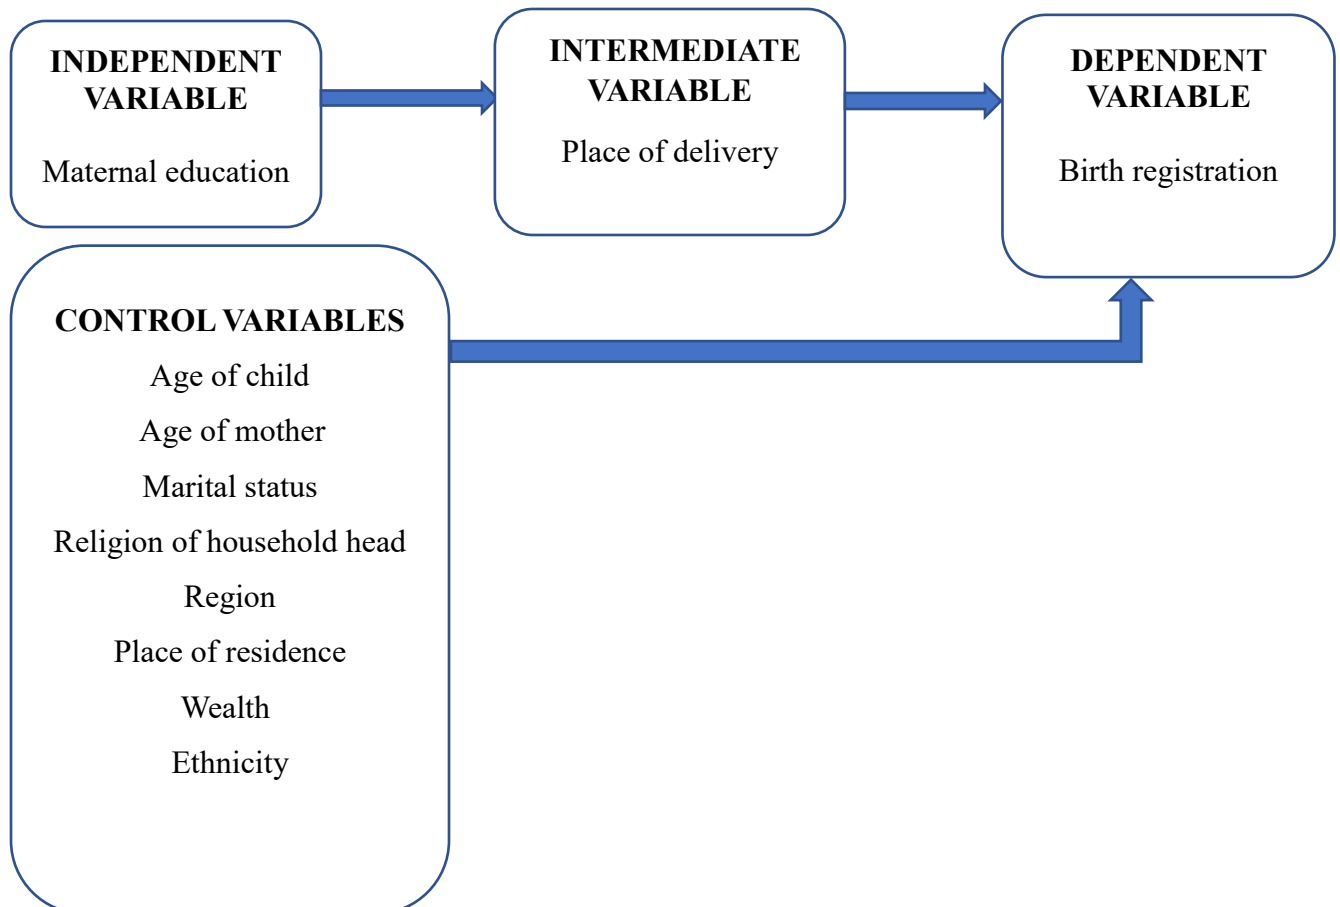 INDEPENDENT
VARIABLE
Maternal education
INTERMEDIATE
VARIABLE
Place of delivery
DEPENDENT
VARIABLE
Birth registration
CONTROL VARIABLES
Age of child
Age of mother
Marital status
Religion of household head
Region
Place of residence
Wealth
Ethnicity